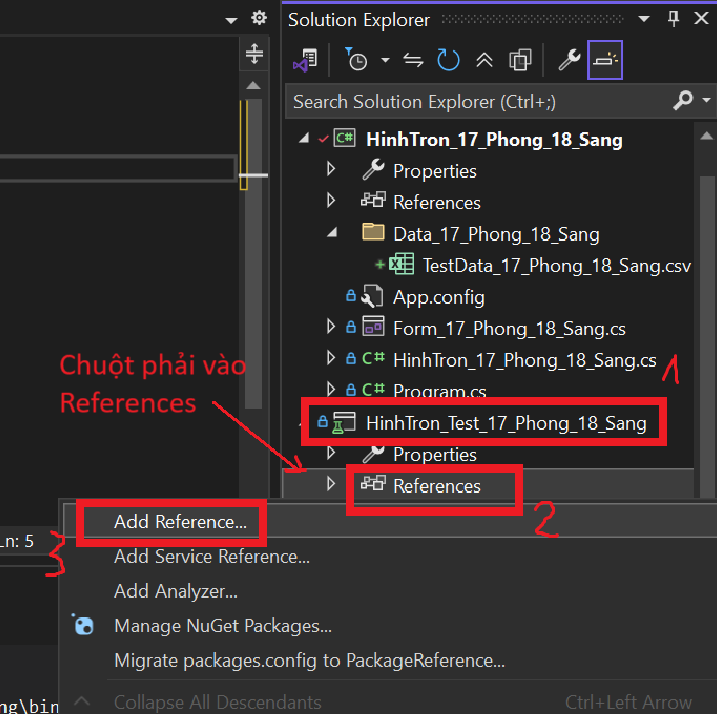 Solution Explorer
Search Solution Explorer (Ctrl+;)
C# HinhTron_17_Phong_18_Sang
Properties
References
Data_17_Phong_18_Sang
TestData_17_Phong_18_Sang.csv
App.config
Form_17_Phong_18_Sang.cs
C# HinhTron_17_Phong_18_Sang.cs
1
C# Program.cs
Chuột phải vào
References
HinhTron_Test_17_Phong_18_Sang
Properties
References
2
Add Reference...
Ln: 5
3
Add Service Reference...
Add Analyzer...
Manage NuGet Packages...
Migrate packages.config to PackageReference...
Collapse All Descendants Ctrl+Left Arrow
ng\bin